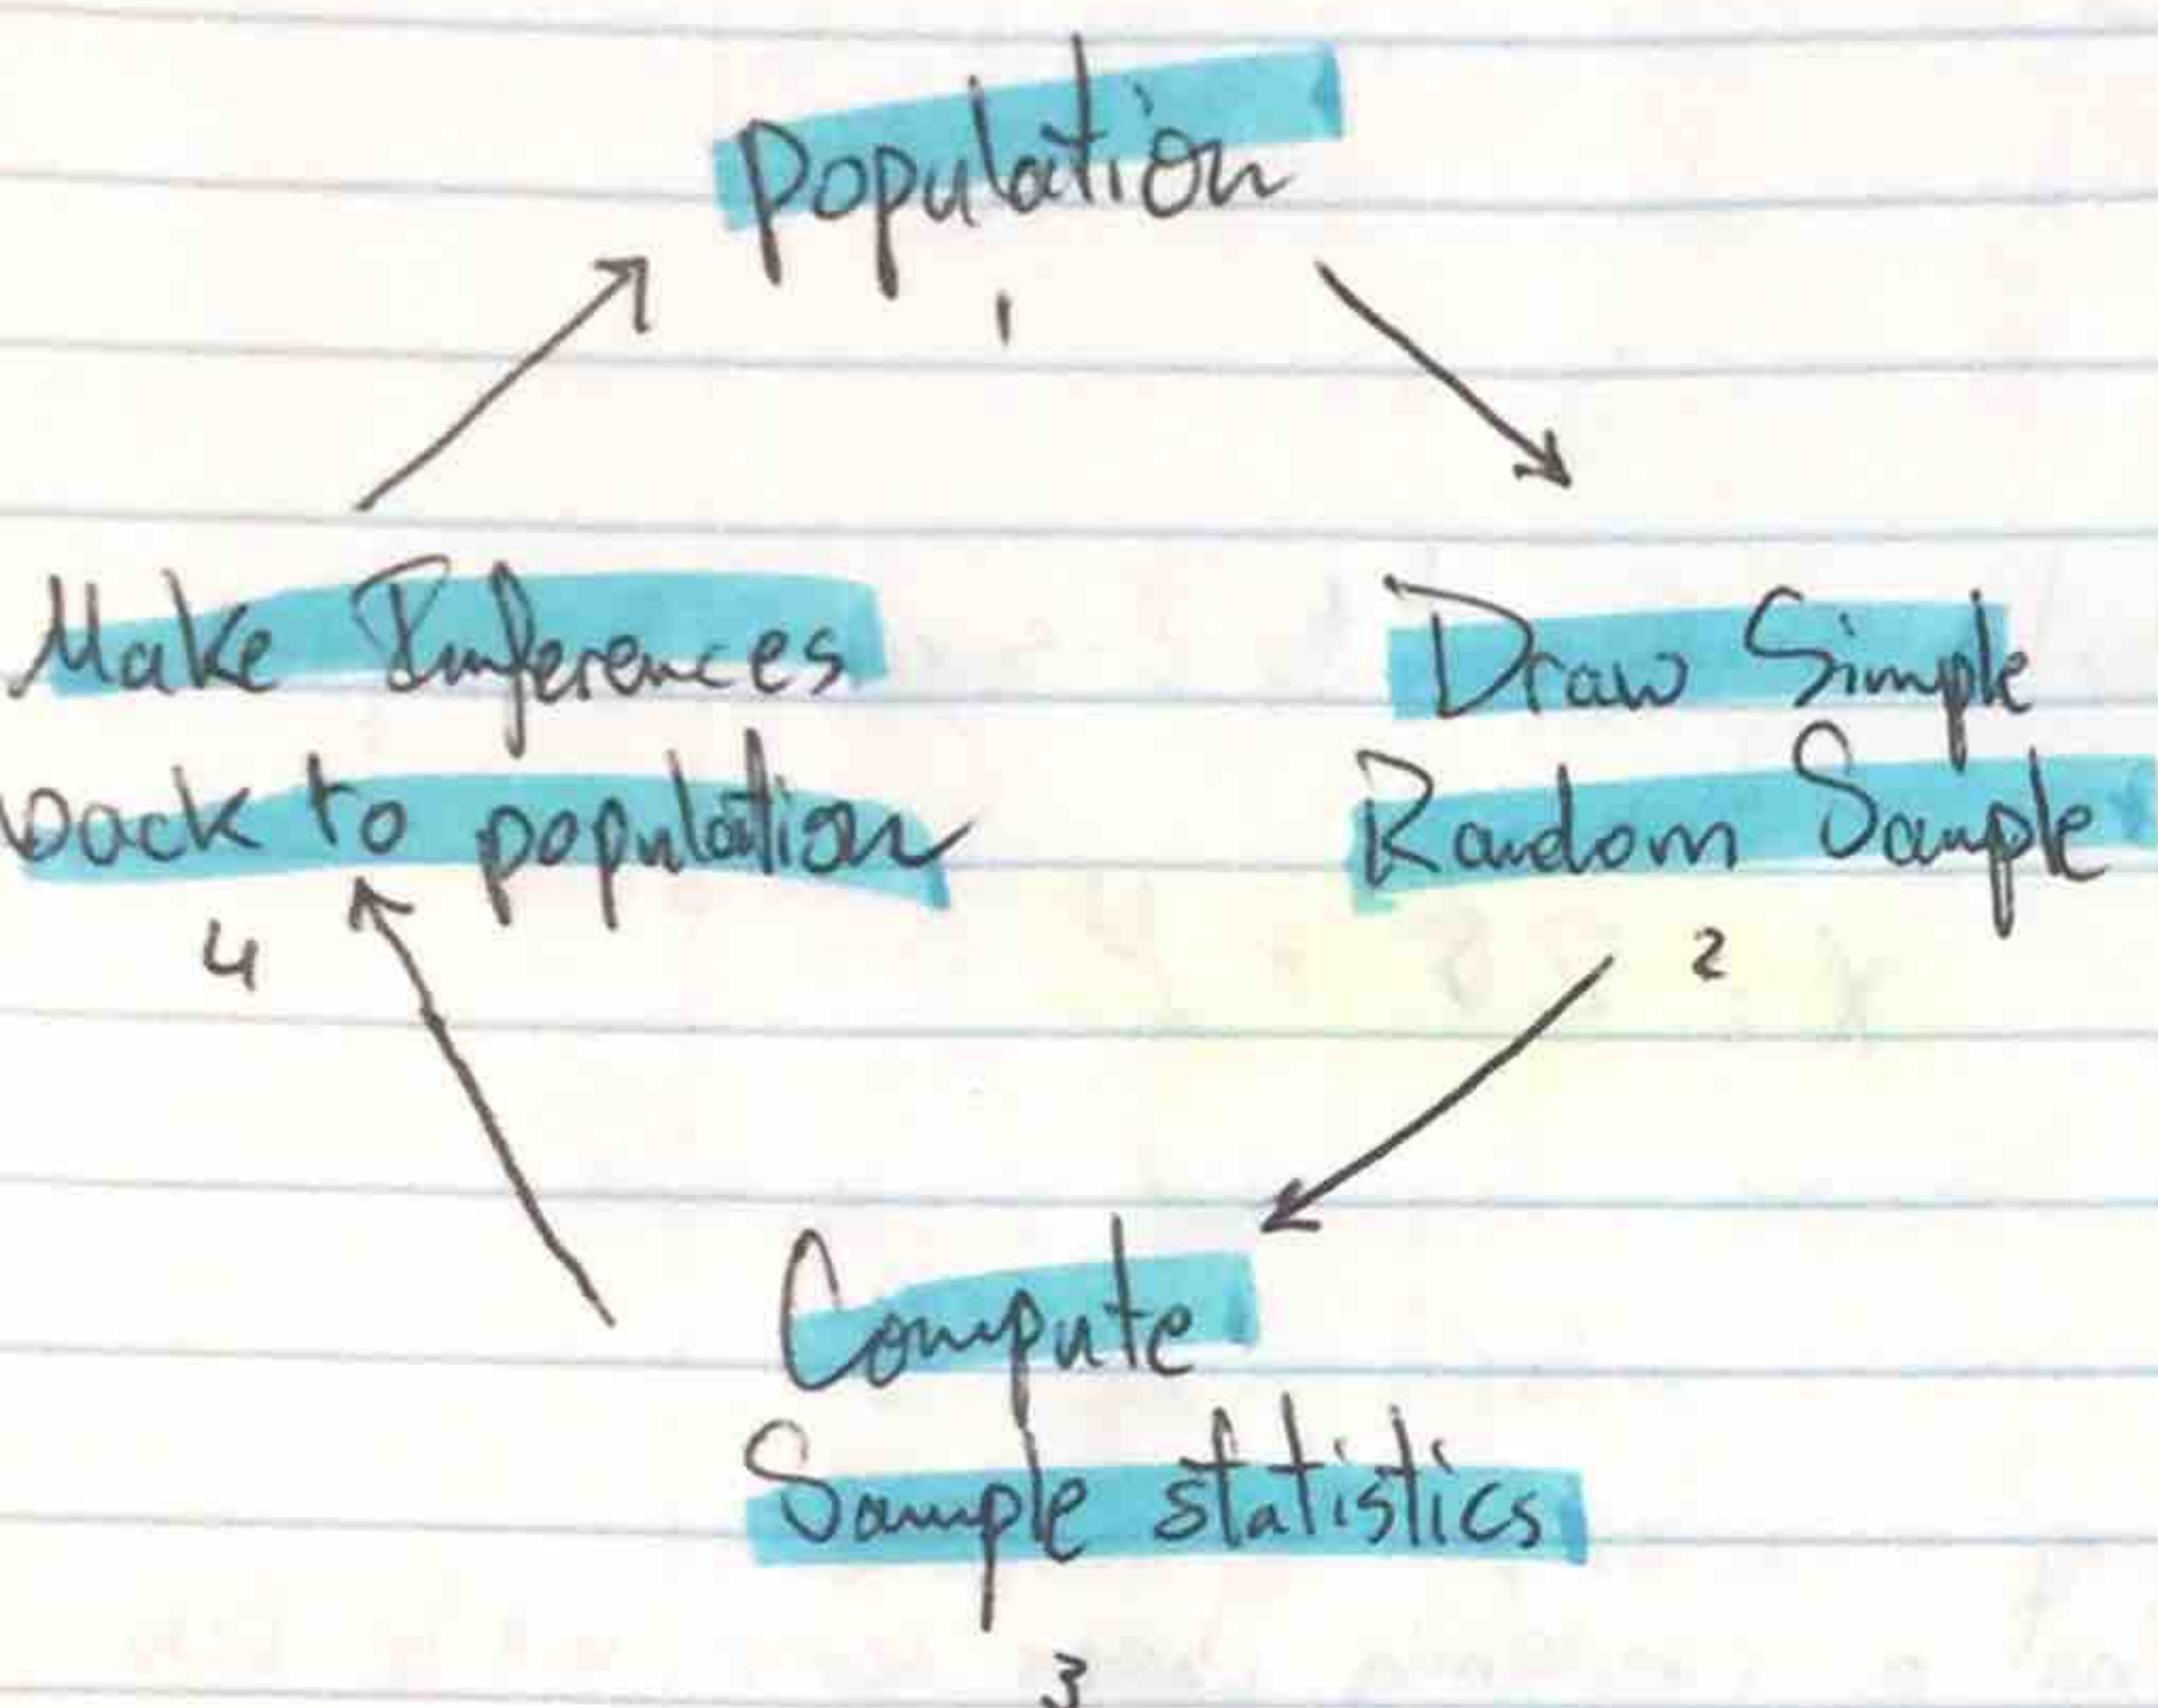 Population
1
Make Inferences
back to population
4
Draw Simple
Random Sample
2
Compute
Sample statistics
3